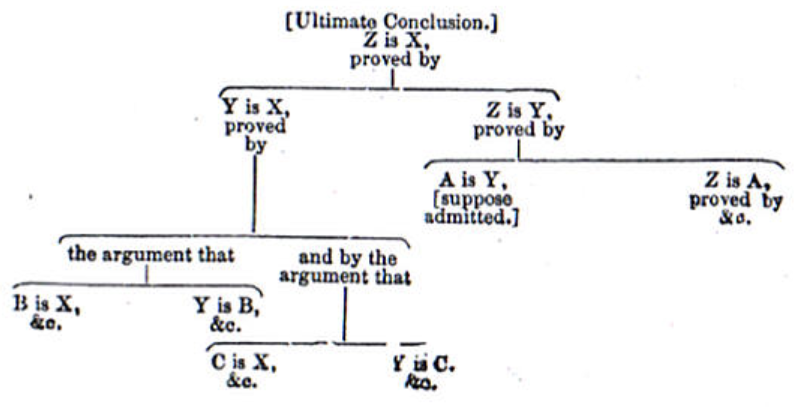 [Ultimate Conclusion.]
Z is X,
proved by
Y is X,
proved
by
Z is Y,
proved by
A is Y,
[suppose
admitted.]
Z is A,
proved by
&c.
the argument that
and by the
argument that
B is X,
&c.
Y is B,
&c.
C is X,
&c.
Y is C.
&c.